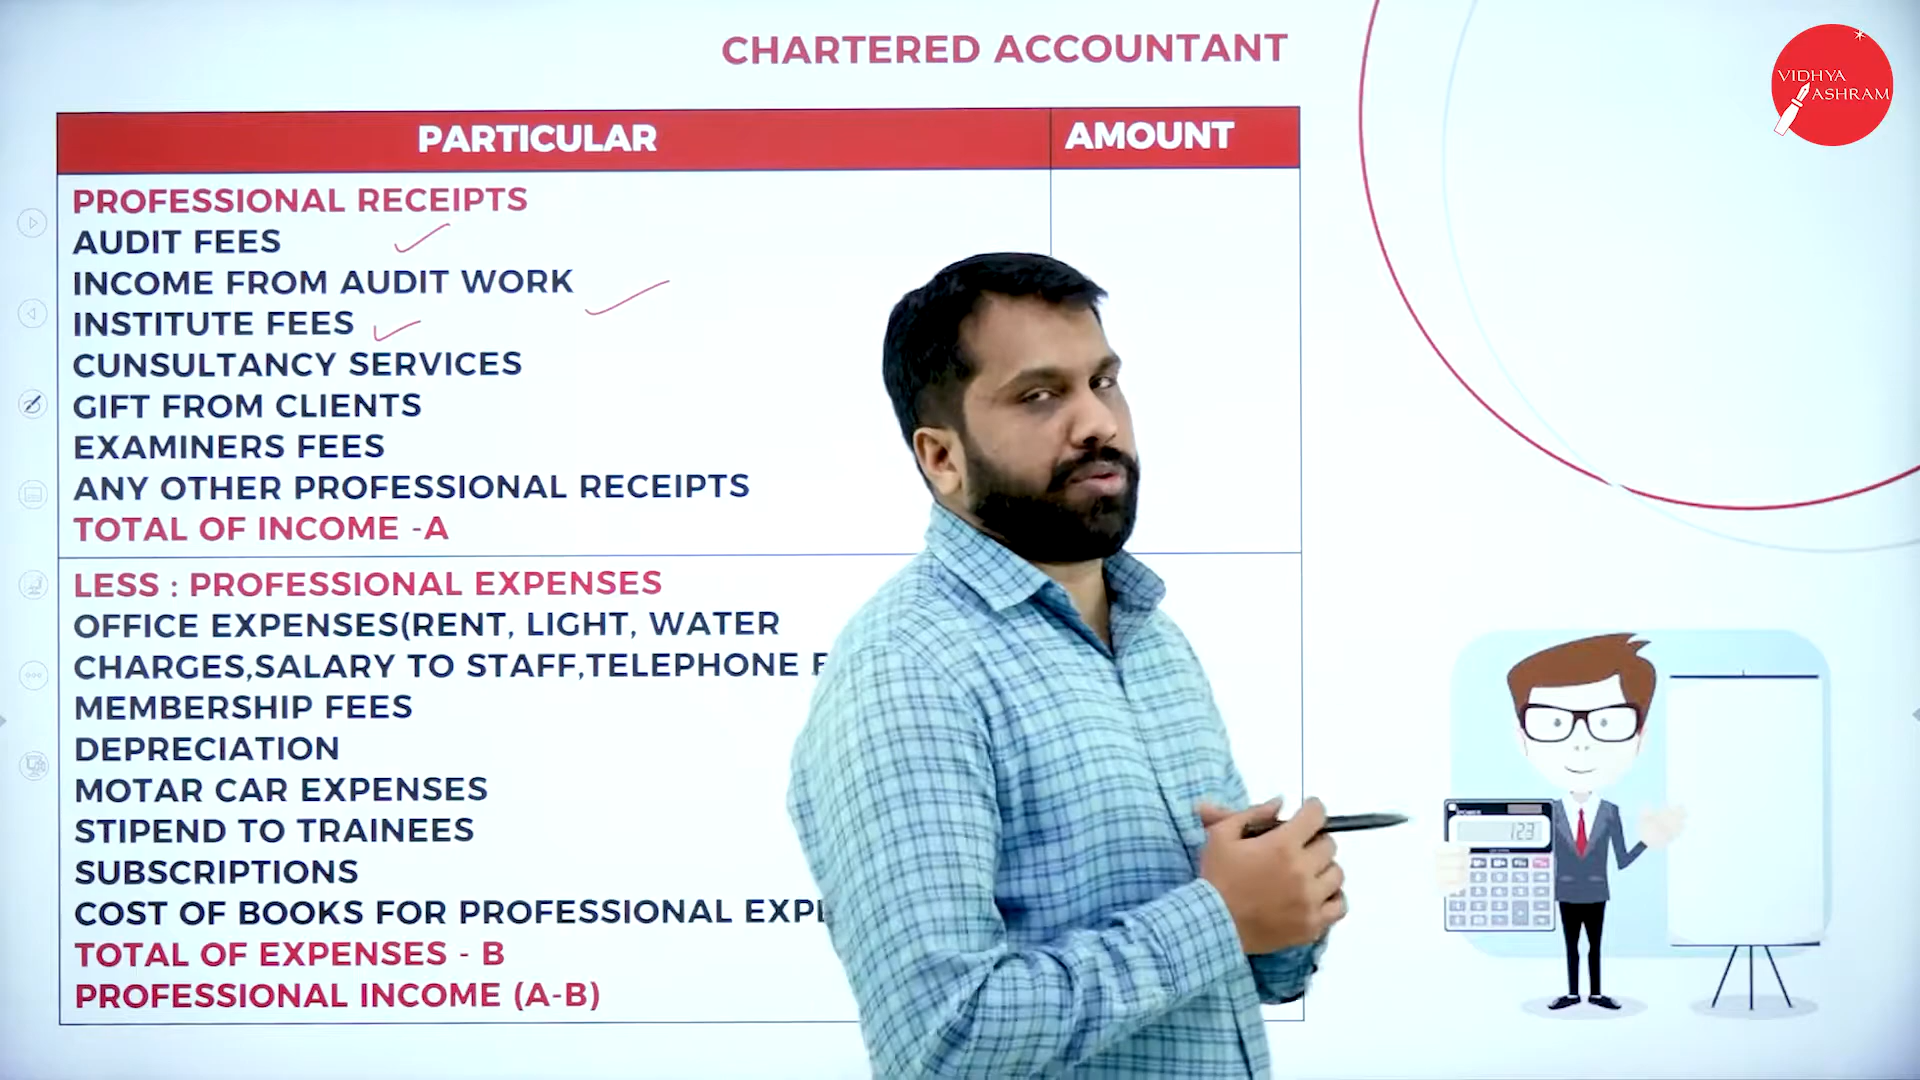 CHARTERED ACCOUNTANT
VIDHYA
ASHRAM
PARTICULAR AMOUNT
PROFESSIONAL RECEIPTS
AUDIT FEES
INCOME FROM AUDIT WORK
INSTITUTE FEES
CUNSULTANCY SERVICES
GIFT FROM CLIENTS
EXAMINERS FEES
ANY OTHER PROFESSIONAL RECEIPTS
TOTAL OF INCOME -A
LESS : PROFESSIONAL EXPENSES
OFFICE EXPENSES(RENT, LIGHT, WATER
CHARGES,SALARY TO STAFF,TELEPHONE
MEMBERSHIP FEES
DEPRECIATION
MOTAR CAR EXPENSES
STIPEND TO TRAINEES
SUBSCRIPTIONS
COST OF BOOKS FOR PROFESSIONAL
TOTAL OF EXPENSES - B
PROFESSIONAL INCOME (A-B)
123